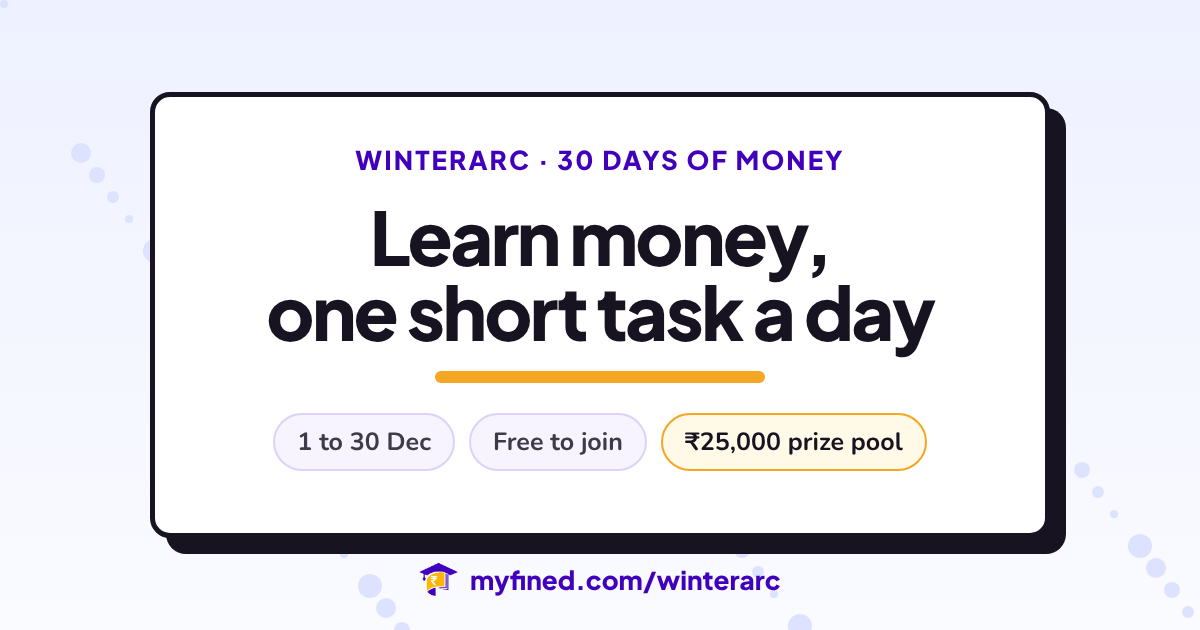 WINTERARC · 30 DAYS OF MONEY
Learn money,
one short task a day
1 to 30 Dec
Free to join
₹25,000 prize pool
₹
myfined.com/winterarc